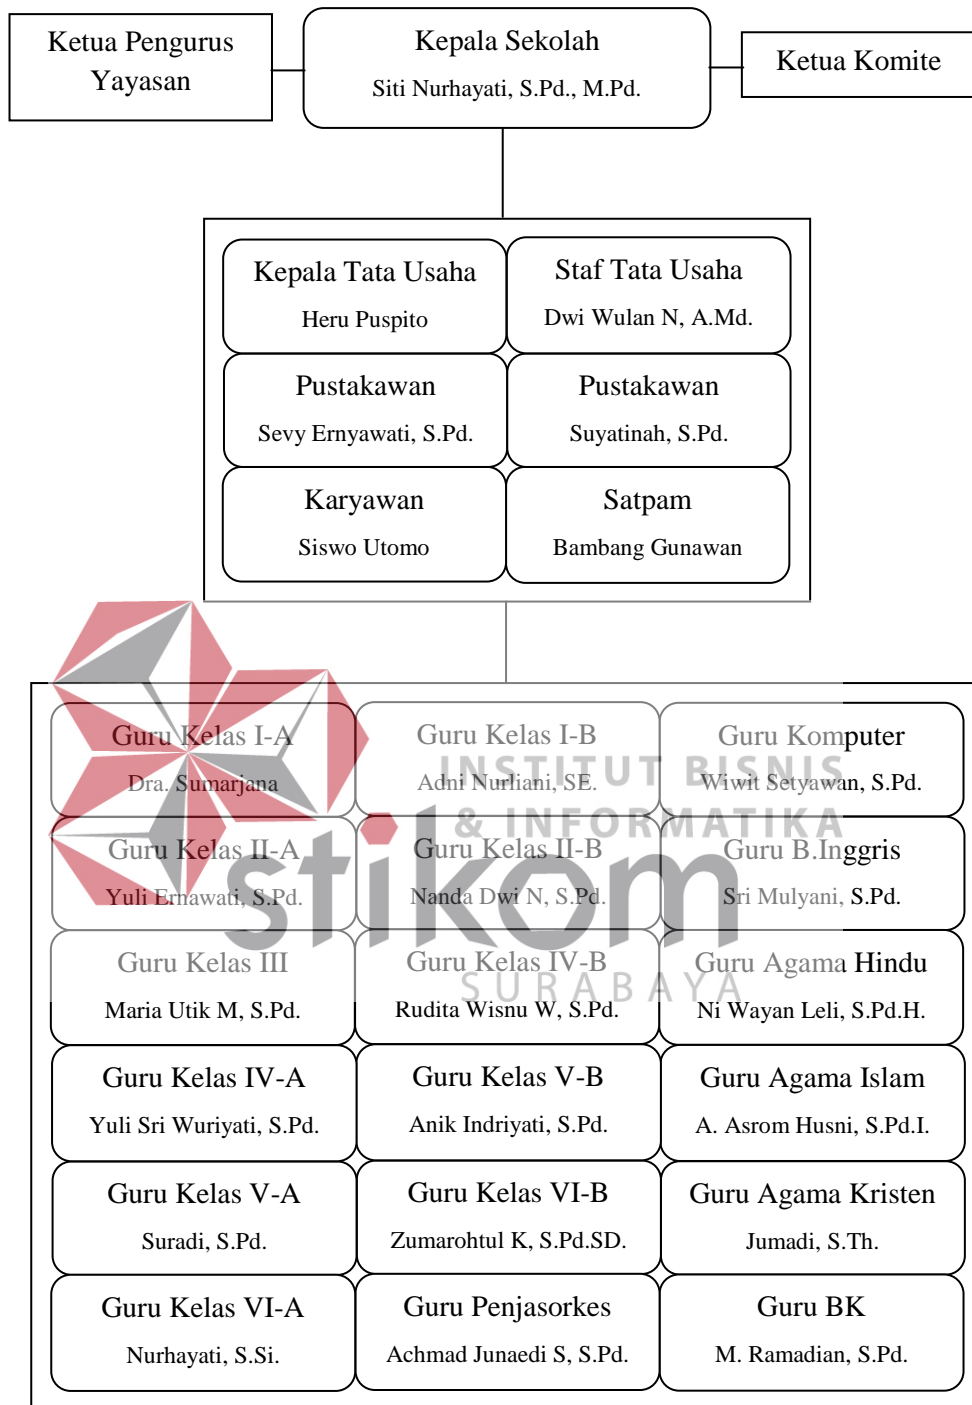 Ketua Pengurus
Yayasan
Kepala Sekolah
Siti Nurhayati, S.Pd., M.Pd.
Ketua Komite
Kepala Tata Usaha
Heru Puspito
Staf Tata Usaha
Dwi Wulan N, A.Md.
Pustakawan
Sevy Ernyawati, S.Pd.
Pustakawan
Suyatinah, S.Pd.
Karyawan
Siswo Utomo
Satpam
Bambang Gunawan
Guru Kelas I-A
Dra. Sumarjana
Guru Kelas I-B
Adni Nurliani, SE.
Guru Komputer
Wiwit Setyawan, S.Pd.
Guru Kelas II-A
Yuli Ernawati, S.Pd.
Guru Kelas II-B
Nanda Dwi N, S.Pd.
Guru B.Inggris
Sri Mulyani, S.Pd.
Guru Kelas III
Maria Utik M, S.Pd.
Guru Kelas IV-B
Rudita Wisnu W, S.Pd.
Guru Agama Hindu
Ni Wayan Leli, S.Pd.H.
Guru Kelas IV-A
Yuli Sri Wuriyati, S.Pd.
Guru Kelas V-B
Anik Indriyati, S.Pd.
Guru Agama Islam
A. Asrom Husni, S.Pd.I.
Guru Kelas V-A
Suradi, S.Pd.
Guru Kelas VI-B
Zumarohtul K, S.Pd.SD.
Guru Agama Kristen
Jumadi, S.Th.
Guru Kelas VI-A
Nurhayati, S.Si.
Guru Penjasorkes
Achmad Junaedi S, S.Pd.
Guru BK
M. Ramadian, S.Pd.
INSTITUT BISNIS
& INFORMATIKA
stikom
SURABAYA